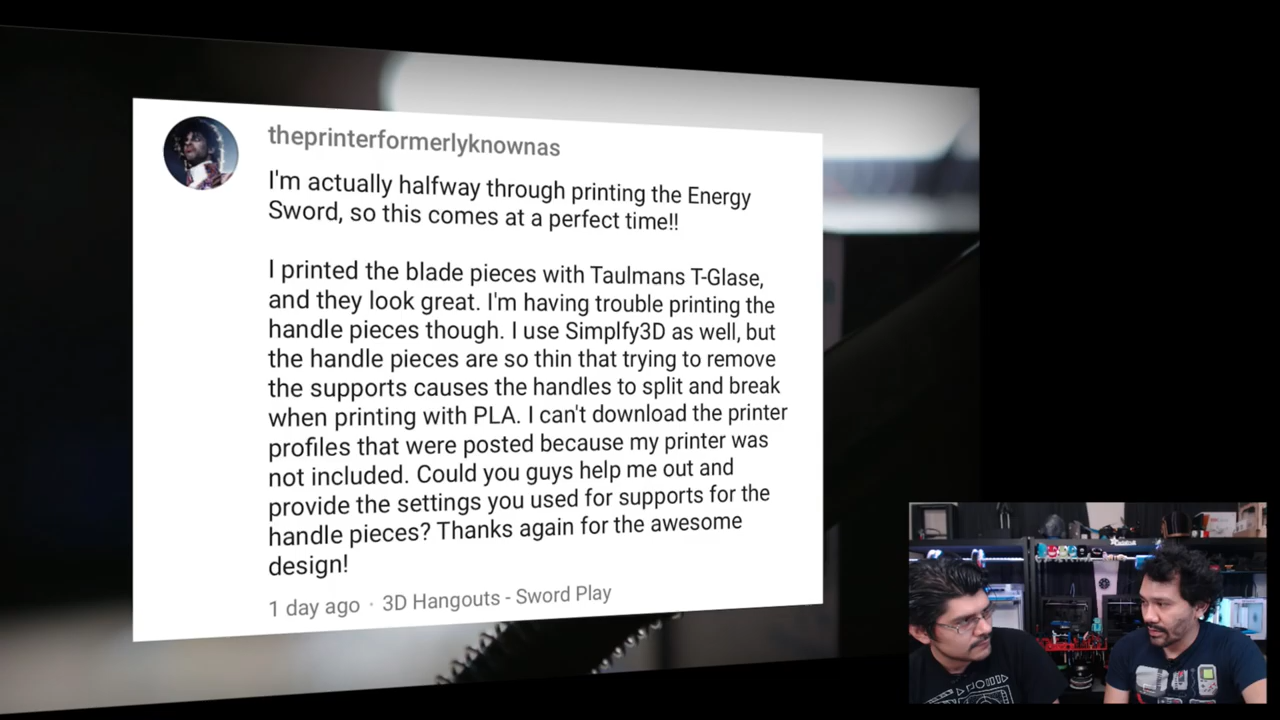 theprinterformerlyknownas
I'm actually halfway through printing the Energy
Sword, so this comes at a perfect time!!
I printed the blade pieces with Taulmans T-Glase,
and they look great. I'm having trouble printing the
handle pieces though. I use Simplfy3D as well, but
the handle pieces are so thin that trying to remove
the supports causes the handles to split and break
when printing with PLA. I can't download the printer
profiles that were posted because my printer was
not included. Could you guys help me out and
provide the settings you used for supports for the
handle pieces? Thanks again for the awesome
design!
1 day ago · 3D Hangouts - Sword Play